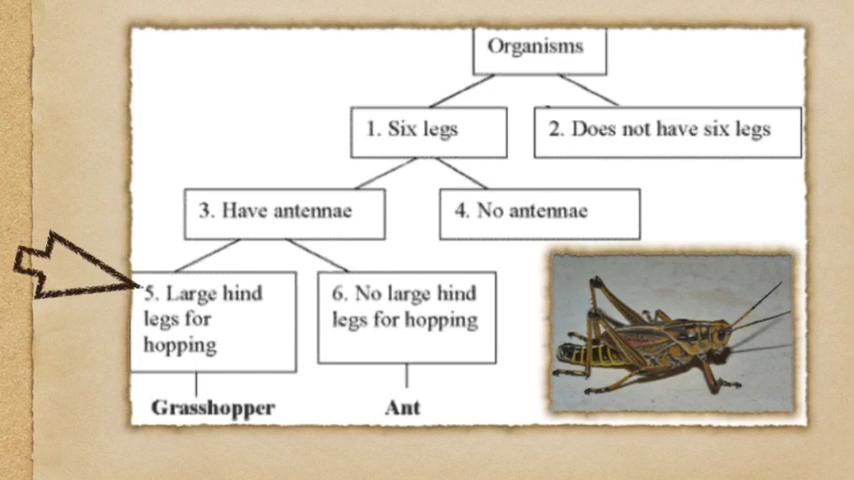 Organisms
1. Six legs
2. Does not have six legs
3. Have antennae
4. No antennae
5. Large hind
legs for
hopping
6. No large hind
legs for hopping
Grasshopper
Ant